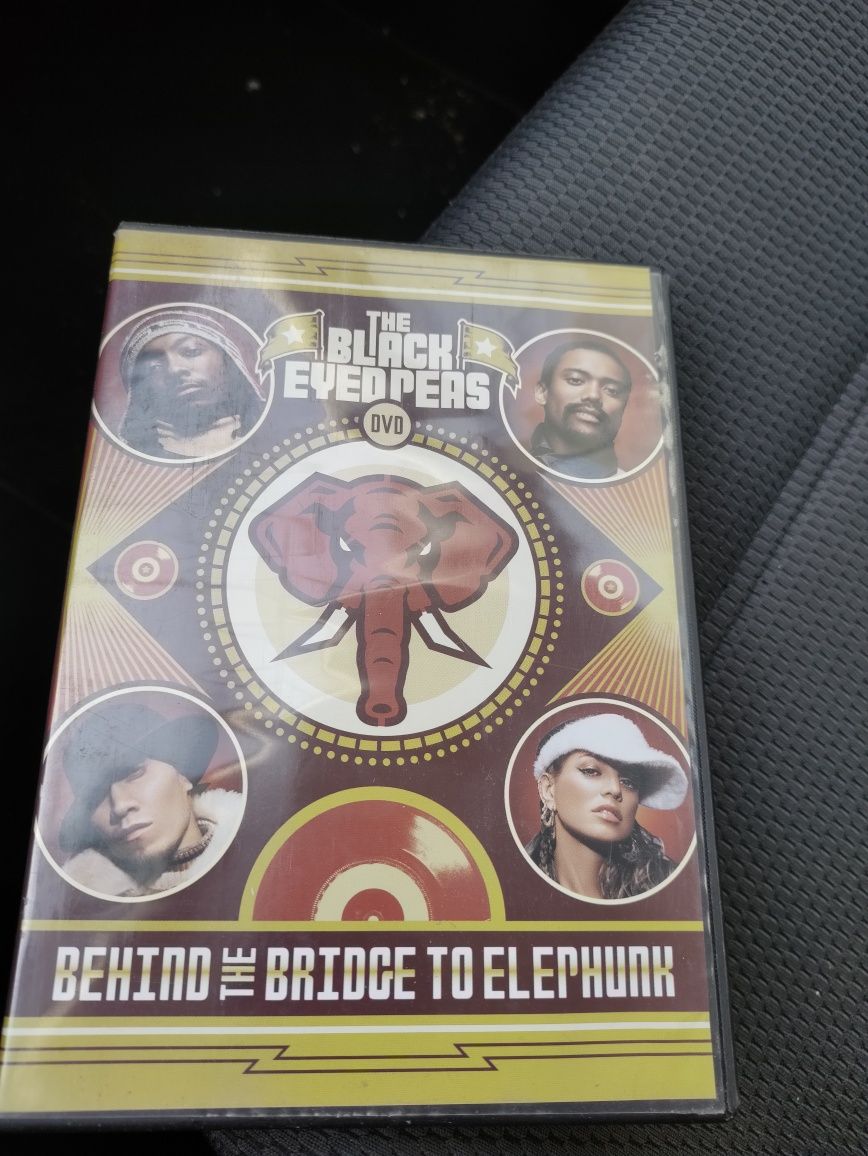 THE
BLACK
EYED PEAS
DVD
BEHIND THE BRIDGE TO ELEPHUNK